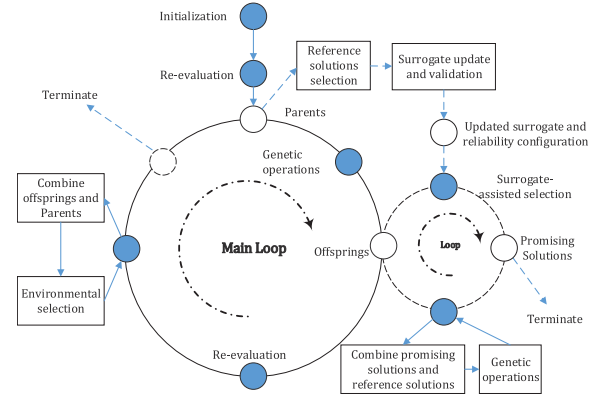 Initialization
Re-evaluation
Reference
solutions
selection
Surrogate update
and validation
Terminate
Parents
Updated surrogate and
reliability configuration
Genetic
operations
Combine
offsprings and
Parents
Surrogate-
assisted selection
Main Loop
Offsprings
Loop
Promising
Solutions
Environmental
selection
Terminate
Re-evaluation
Combine promising
solutions and
reference solutions
Genetic
operations